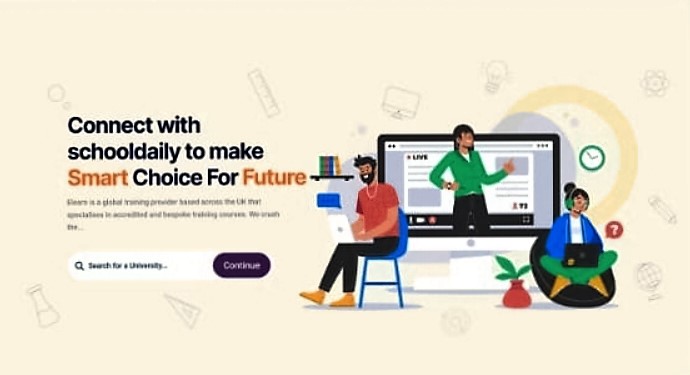 Connect with
schooldaily to make
Smart Choice For Future
Elearn is a global training provider based across the UK that
specialises in accredited and bespoke training courses. We crush
the...
Search for a University...
Continue
LIVE
?